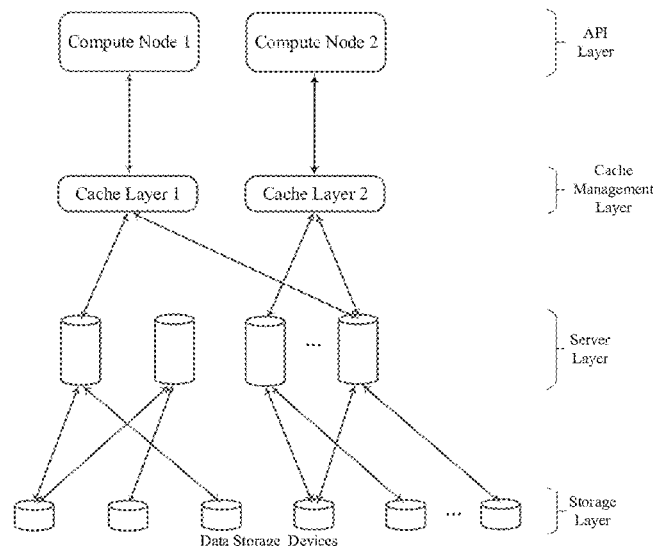 Compute Node 1
Compute Node 2
API
Layer
Cache Layer 1
Cache Layer 2
Cache
Management
Layer
...
Server
Layer
...
Storage
Layer
Data Storage Devices